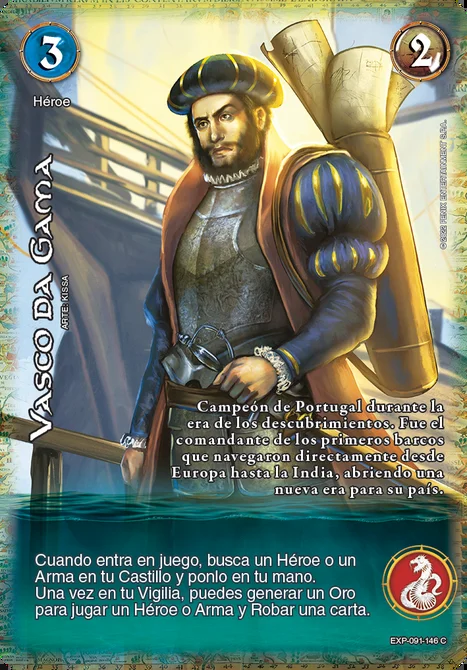 3
2
Héroe
VASCO DA GAMA
ARTE: KISSA
© 2022 FENIX ENTERTAINMENT S.P.A.
Campeón de Portugal durante la
era de los descubrimientos. Fue el
comandante de los primeros barcos
que navegaron directamente desde
Europa hasta la India, abriendo una
nueva era para su país.
Cuando entra en juego, busca un Héroe o un
Arma en tu Castillo y ponlo en tu mano.
Una vez en tu Vigilia, puedes generar un Oro
para jugar un Héroe o Arma y Robar una carta.
EXP-091-146 C